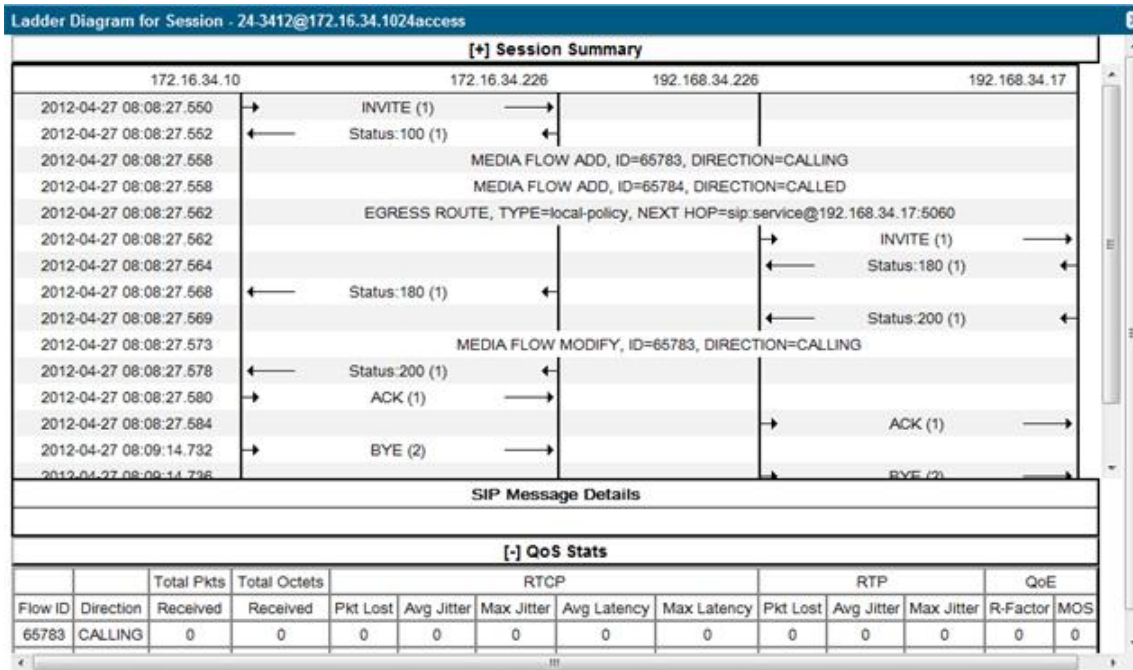 Ladder Diagram for Session - 24-3412@172.16.34.1024access
[+] Session Summary
172.16.34.10 172.16.34.226 192.168.34.226 192.168.34.17
2012-04-27 08:08:27.550 INVITE (1)
2012-04-27 08:08:27.552 Status:100 (1)
2012-04-27 08:08:27.558 MEDIA FLOW ADD, ID=65783, DIRECTION=CALLING
2012-04-27 08:08:27.558 MEDIA FLOW ADD, ID=65784, DIRECTION=CALLED
2012-04-27 08:08:27.562 EGRESS ROUTE, TYPE=local-policy, NEXT HOP=sip:service@192.168.34.17:5060
2012-04-27 08:08:27.562 INVITE (1)
2012-04-27 08:08:27.564 Status:180 (1)
2012-04-27 08:08:27.568 Status:180 (1)
2012-04-27 08:08:27.569 Status:200 (1)
2012-04-27 08:08:27.573 MEDIA FLOW MODIFY, ID=65783, DIRECTION=CALLING
2012-04-27 08:08:27.578 Status:200 (1)
2012-04-27 08:08:27.580 ACK (1)
2012-04-27 08:08:27.584 ACK (1)
2012-04-27 08:09:14.732 BYE (2)
2012-04-27 08:09:14.736 BYE (2)
SIP Message Details
[-] QoS Stats
Total Pkts Total Octets RTCP RTP QoE
Flow ID Direction Received Received Pkt Lost Avg Jitter Max Jitter Avg Latency Max Latency Pkt Lost Avg Jitter Max Jitter R-Factor MOS
65783 CALLING 0 0 0 0 0 0 0 0 0 0 0 0